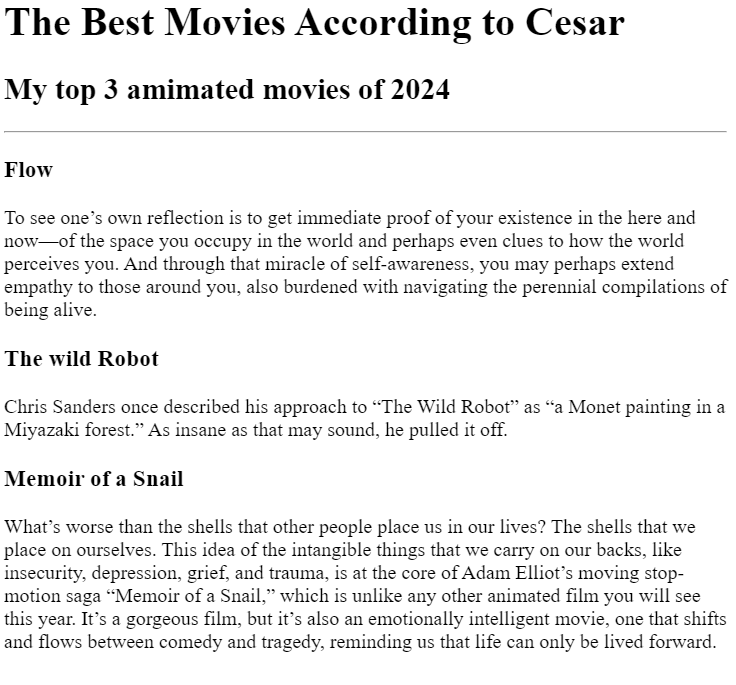 The Best Movies According to Cesar
My top 3 amimated movies of 2024
Flow
To see one’s own reflection is to get immediate proof of your existence in the here and
now—of the space you occupy in the world and perhaps even clues to how the world
perceives you. And through that miracle of self-awareness, you may perhaps extend
empathy to those around you, also burdened with navigating the perennial compilations of
being alive.
The wild Robot
Chris Sanders once described his approach to “The Wild Robot” as “a Monet painting in a
Miyazaki forest.” As insane as that may sound, he pulled it off.
Memoir of a Snail
What’s worse than the shells that other people place us in our lives? The shells that we
place on ourselves. This idea of the intangible things that we carry on our backs, like
insecurity, depression, grief, and trauma, is at the core of Adam Elliot’s moving stop-
motion saga “Memoir of a Snail,” which is unlike any other animated film you will see
this year. It’s a gorgeous film, but it’s also an emotionally intelligent movie, one that shifts
and flows between comedy and tragedy, reminding us that life can only be lived forward.